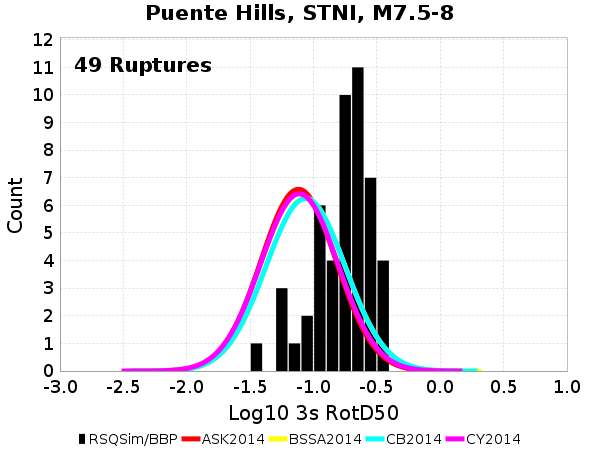 Puente Hills, STNI, M7.5-8
49 Ruptures
12
11
10
9
8
7
6
5
4
3
2
1
0
Count
-3.0 -2.5 -2.0 -1.5 -1.0 -0.5 0.0 0.5 1.0
Log10 3s RotD50
RSQSim/BBP ASK2014 BSSA2014 CB2014 CY2014